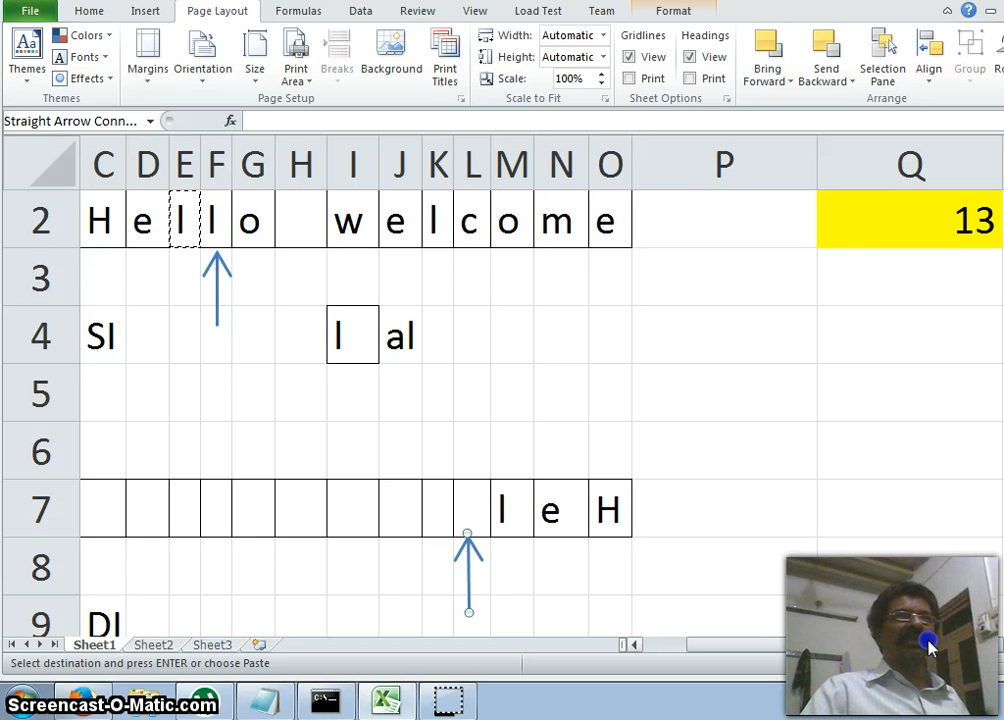 File Home Insert Page Layout Formulas Data Review View Load Test Team Format
Colors Width: Automatic Gridlines Headings
Aa Fonts Height: Automatic View View
Themes Effects Margins Orientation Size Print Area Breaks Background Print Titles Scale: 100% Print Print Bring Forward Send Backward Selection Pane Align Group
Themes Page Setup Scale to Fit Sheet Options Arrange
Straight Arrow Conn... fx
C D E F G H I J K L M N O P Q
2 H e l l o w e l c o m e 13
3
4 SI l al
5
6
7 l e H
8
9 DI
Sheet1 Sheet2 Sheet3
Select destination and press ENTER or choose Paste
C:\_
Screencast-O-Matic.com